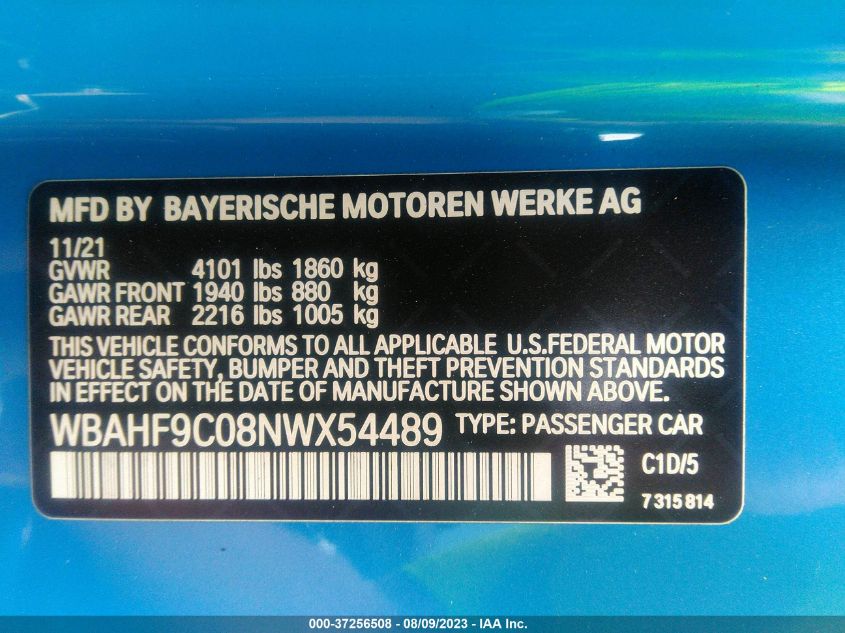 MFD BY BAYERISCHE MOTOREN WERKE AG
11/21
GVWR 4101 lbs 1860 kg
GAWR FRONT 1940 lbs 880 kg
GAWR REAR 2216 lbs 1005 kg
THIS VEHICLE CONFORMS TO ALL APPLICABLE U.S.FEDERAL MOTOR
VEHICLE SAFETY, BUMPER AND THEFT PREVENTION STANDARDS
IN EFFECT ON THE DATE OF MANUFACTURE SHOWN ABOVE.
WBAHF9C08NWX54489 TYPE: PASSENGER CAR
C1D/5
7 315 814
000-37256508 - 08/09/2023 - IAA Inc.